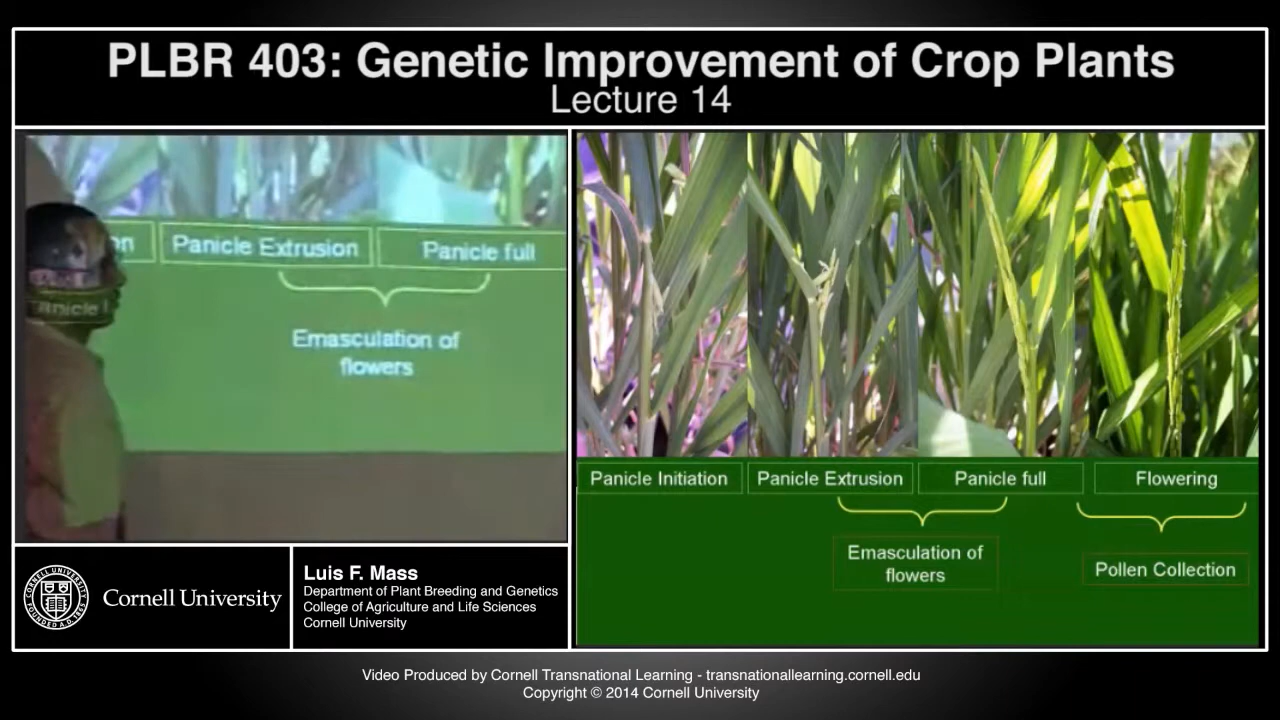 PLBR 403: Genetic Improvement of Crop Plants
Lecture 14
on
Panicle Extrusion
Panicle full
Emasculation of
flowers
Panicle Initiation
Panicle Extrusion
Panicle full
Flowering
Emasculation of
flowers
Pollen Collection
Cornell University
Luis F. Mass
Department of Plant Breeding and Genetics
College of Agriculture and Life Sciences
Cornell University
Video Produced by Cornell Transnational Learning - transnationallearning.cornell.edu
Copyright © 2014 Cornell University